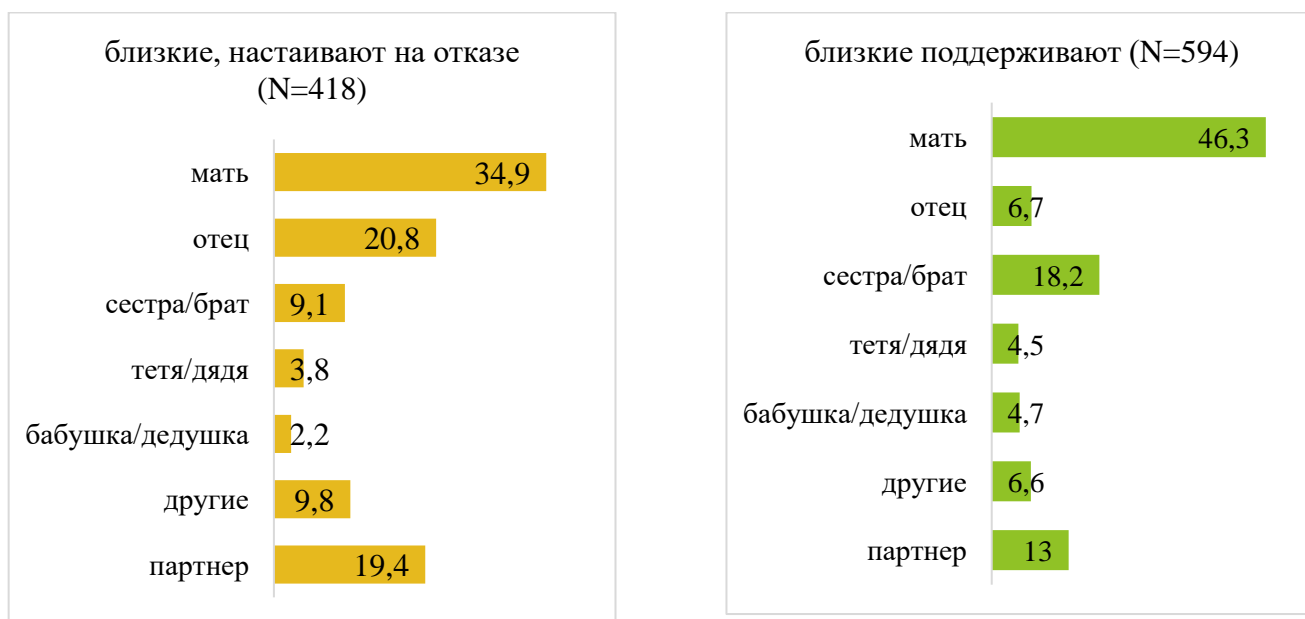 близкие, настаивают на отказе
(N=418)
мать 34,9
отец 20,8
сестра/брат 9,1
тетя/дядя 3,8
бабушка/дедушка 2,2
другие 9,8
партнер 19,4
близкие поддерживают (N=594)
мать 46,3
отец 6,7
сестра/брат 18,2
тетя/дядя 4,5
бабушка/дедушка 4,7
другие 6,6
партнер 13